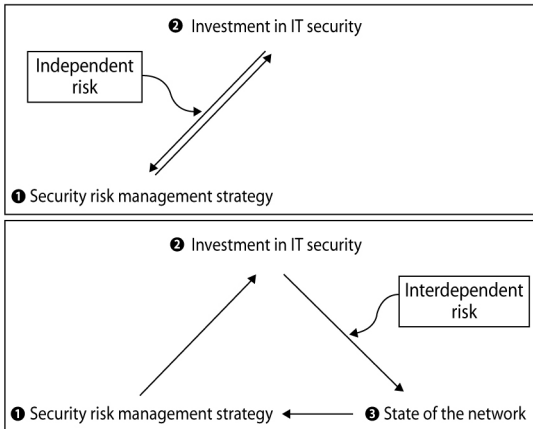 ❷ Investment in IT security
Independent
risk
❶ Security risk management strategy
❷ Investment in IT security
Interdependent
risk
❶ Security risk management strategy
❸ State of the network